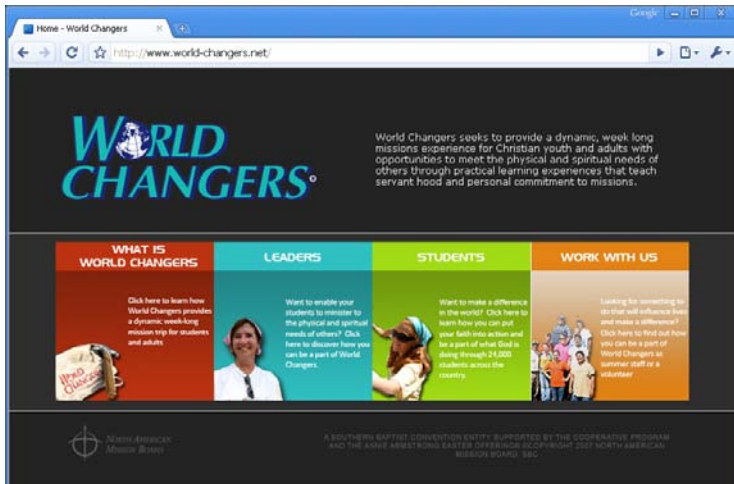 Google
Home - World Changers
http://www.world-changers.net/
WORLD
CHANGERS
World Changers seeks to provide a dynamic, week long
missions experience for Christian youth and adults with
opportunities to meet the physical and spiritual needs of
others through practical learning experiences that teach
servant hood and personal commitment to missions.
WHAT IS
WORLD CHANGERS
Click here to learn how
World Changers provides
a dynamic week-long
mission trip for students
and adults
LEADERS
Want to enable your
students to minister to
the physical and spiritual
needs of others? Click
here to discover how you
can be a part of World
Changers.
STUDENTS
Want to make a difference
in the world? Click here to
learn how you can put
your faith into action and
be a part of what God is
doing through 24,000
students across the
country.
WORK WITH US
Looking for something to
do that will influence lives
and make a difference?
Click here to find out how
you can be a part of
World Changers as
summer staff or a
volunteer
NORTH AMERICAN
MISSION BOARD
A SOUTHERN BAPTIST CONVENTION ENTITY SUPPORTED BY THE COOPERATIVE PROGRAM
AND THE ANNIE ARMSTRONG EASTER OFFERING® ©COPYRIGHT 2007 NORTH AMERICAN
MISSION BOARD, SBC